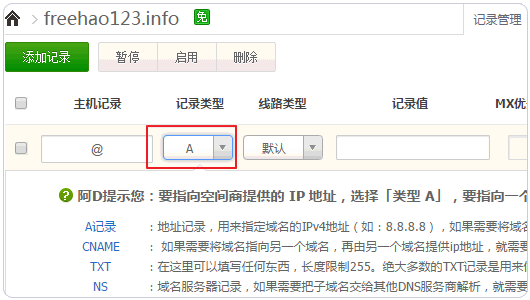 freehao123.info 免 记录管理
添加记录 暂停 启用 删除
主机记录 记录类型 线路类型 记录值 MX优
@ A 默认
阿D提示您：要指向空间商提供的 IP 地址，选择「类型 A」，要指向一个
A记录 ：地址记录，用来指定域名的IPv4地址（如：8.8.8.8），如果需要将域名
CNAME ： 如果需要将域名指向另一个域名，再由另一个域名提供ip地址，就需要
TXT ：在这里可以填写任何东西，长度限制255。绝大多数的TXT记录是用来做
NS ：域名服务器记录，如果需要把子域名交给其他DNS服务商解析，就需要